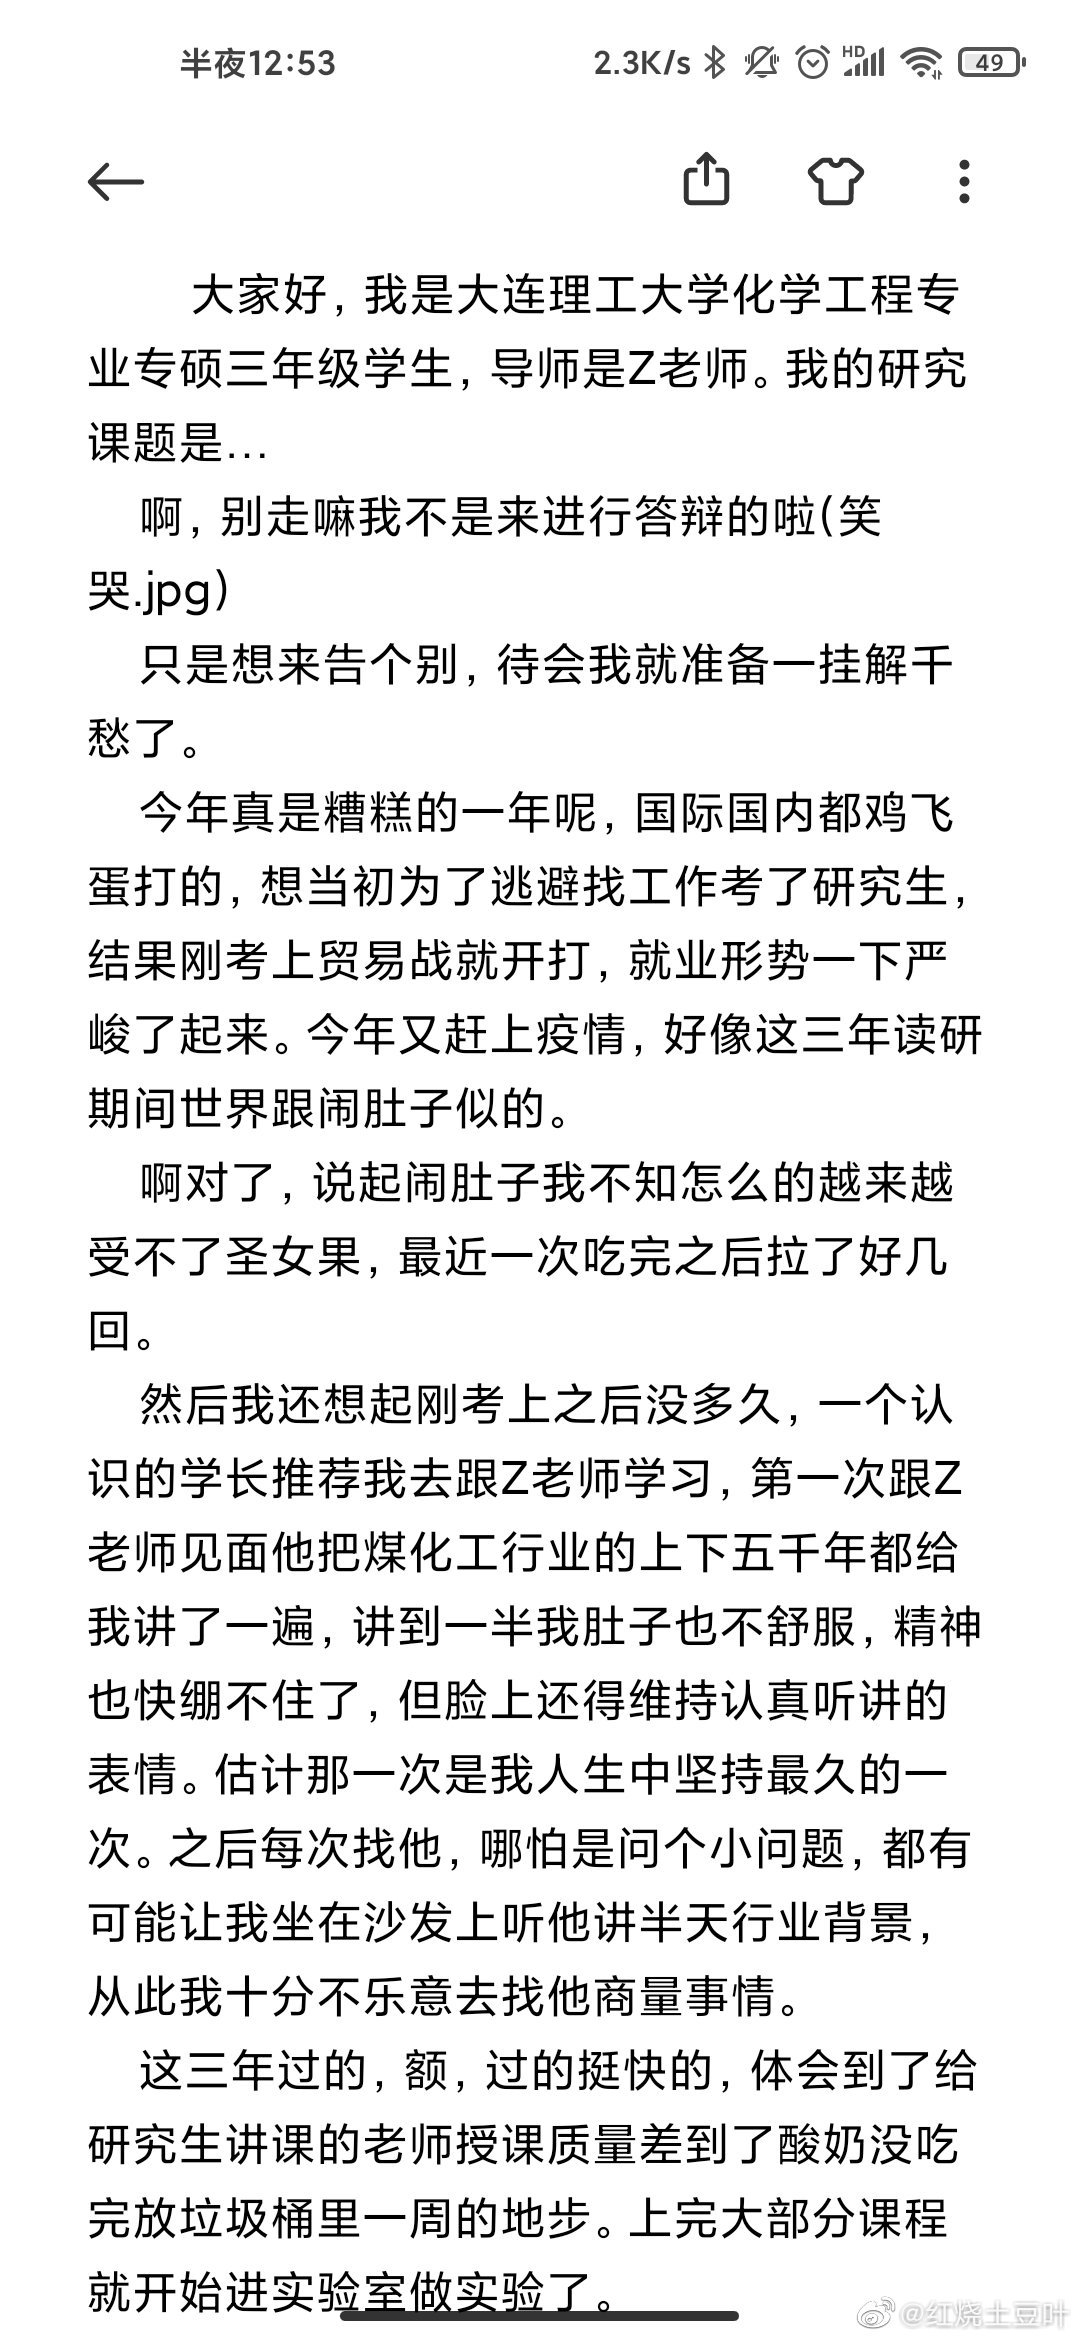 半夜12:53
2.3K/s
HD
49
大家好，我是大连理工大学化学工程专
业专硕三年级学生，导师是Z老师。我的研究
课题是...
啊，别走嘛我不是来进行答辩的啦(笑
哭.jpg)
只是想来告个别，待会我就准备一挂解千
愁了。
今年真是糟糕的一年呢，国际国内都鸡飞
蛋打的，想当初为了逃避找工作考了研究生，
结果刚考上贸易战就开打，就业形势一下严
峻了起来。今年又赶上疫情，好像这三年读研
期间世界跟闹肚子似的。
啊对了，说起闹肚子我不知怎么的越来越
受不了圣女果，最近一次吃完之后拉了好几
回。
然后我还想起刚考上之后没多久，一个认
识的学长推荐我去跟Z老师学习，第一次跟Z
老师见面他把煤化工行业的上下五千年都给
我讲了一遍，讲到一半我肚子也不舒服，精神
也快绷不住了，但脸上还得维持认真听讲的
表情。估计那一次是我人生中坚持最久的一
次。之后每次找他，哪怕是问个小问题，都有
可能让我坐在沙发上听他讲半天行业背景，
从此我十分不乐意去找他商量事情。
这三年过的，额，过的挺快的，体会到了给
研究生讲课的老师授课质量差到了酸奶没吃
完放垃圾桶里一周的地步。上完大部分课程
就开始进实验室做实验了。
@红烧土豆叶